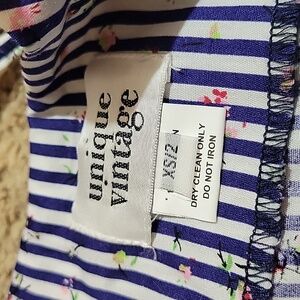 unique
vintage
XS/2
DRY CLEAN ONLY
DO NOT IRON